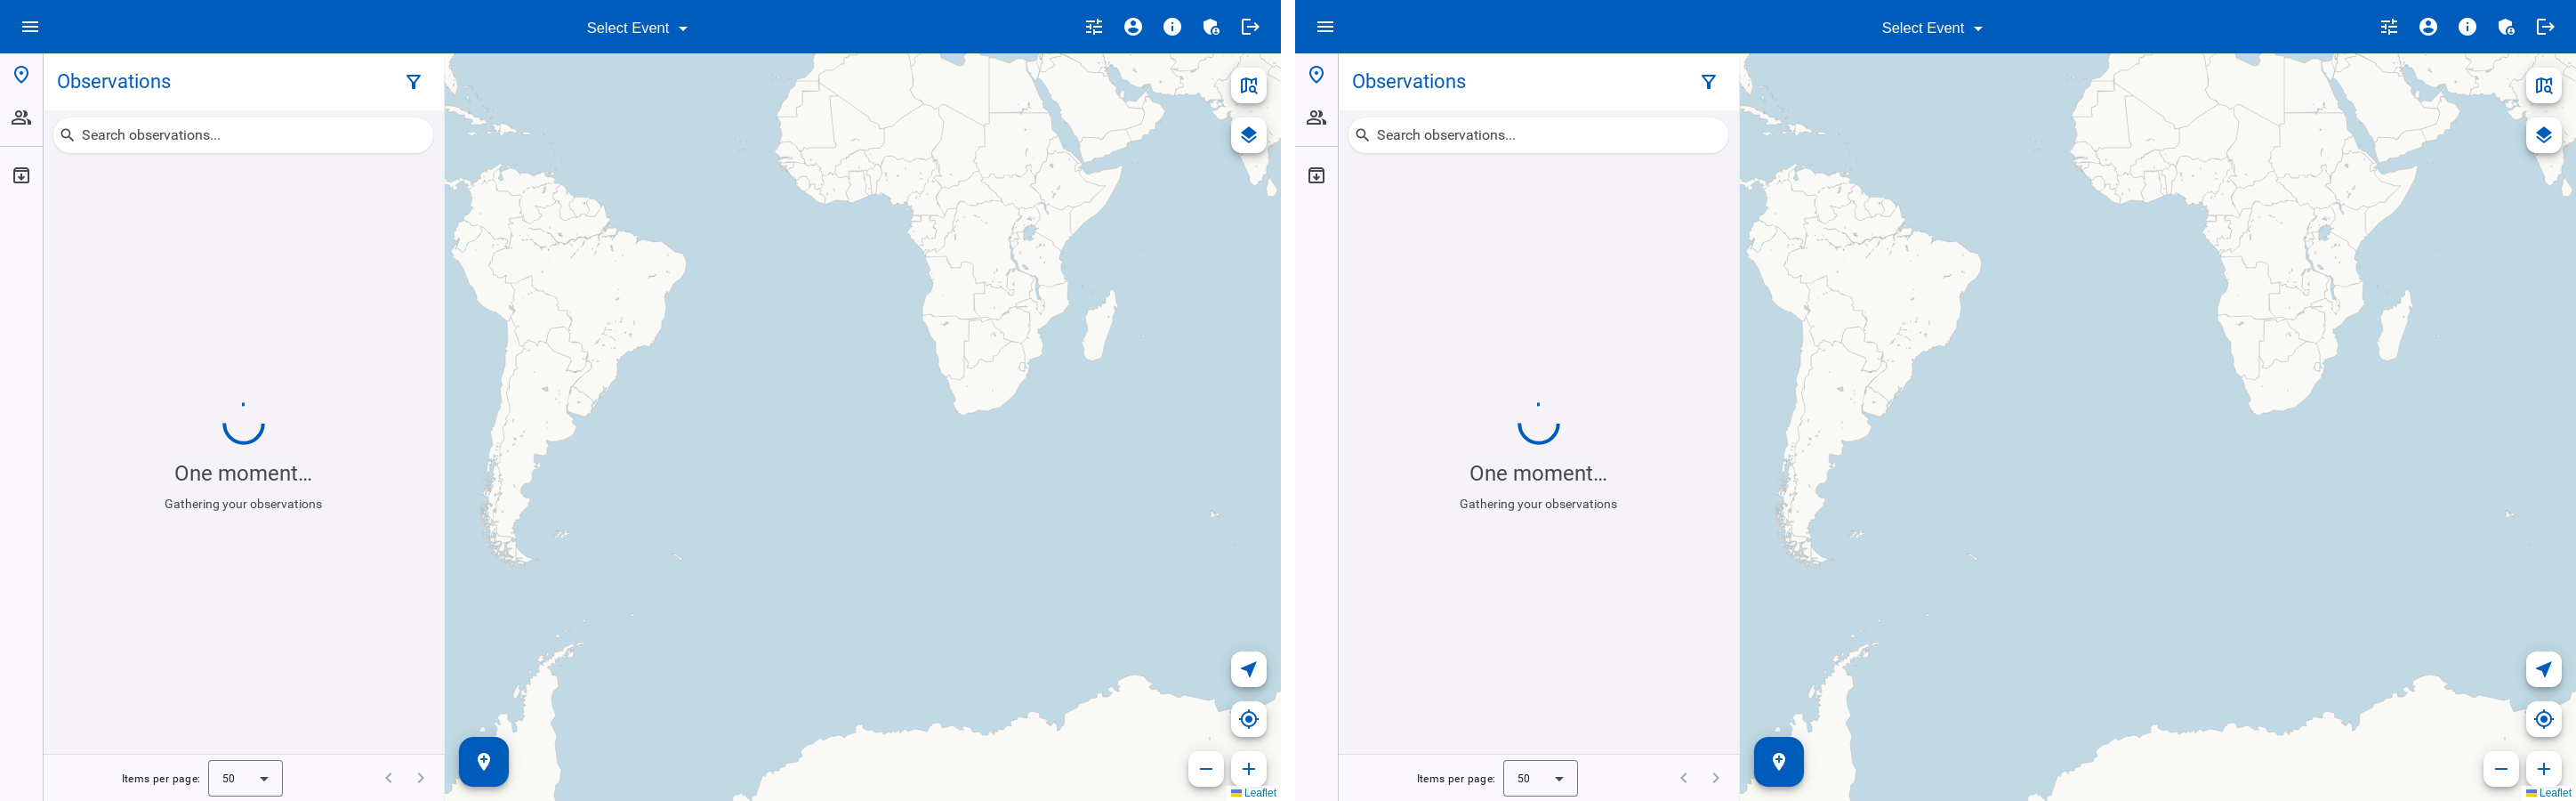 Select Event
Observations
Search observations...
One moment...
Gathering your observations
Items per page: 50
Leaflet
Select Event
Observations
Search observations...
One moment...
Gathering your observations
Items per page: 50
Leaflet